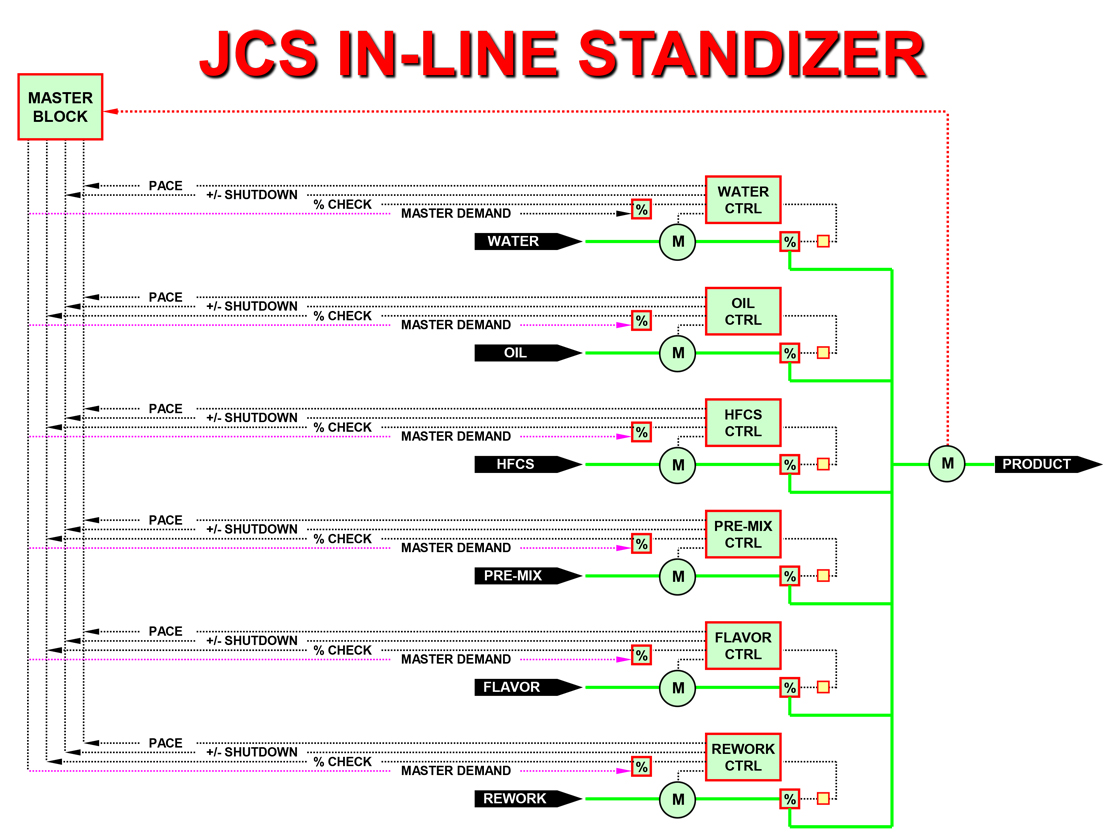 JCS IN-LINE STANDIZER
MASTER
BLOCK
PACE
+/- SHUTDOWN
% CHECK
MASTER DEMAND
%
WATER
CTRL
WATER
M
%
PACE
+/- SHUTDOWN
% CHECK
MASTER DEMAND
%
OIL
CTRL
OIL
M
%
PACE
+/- SHUTDOWN
% CHECK
MASTER DEMAND
%
HFCS
CTRL
HFCS
M
%
M
PRODUCT
PACE
+/- SHUTDOWN
% CHECK
MASTER DEMAND
%
PRE-MIX
CTRL
PRE-MIX
M
%
PACE
+/- SHUTDOWN
% CHECK
MASTER DEMAND
%
FLAVOR
CTRL
FLAVOR
M
%
PACE
+/- SHUTDOWN
% CHECK
MASTER DEMAND
%
REWORK
CTRL
REWORK
M
%